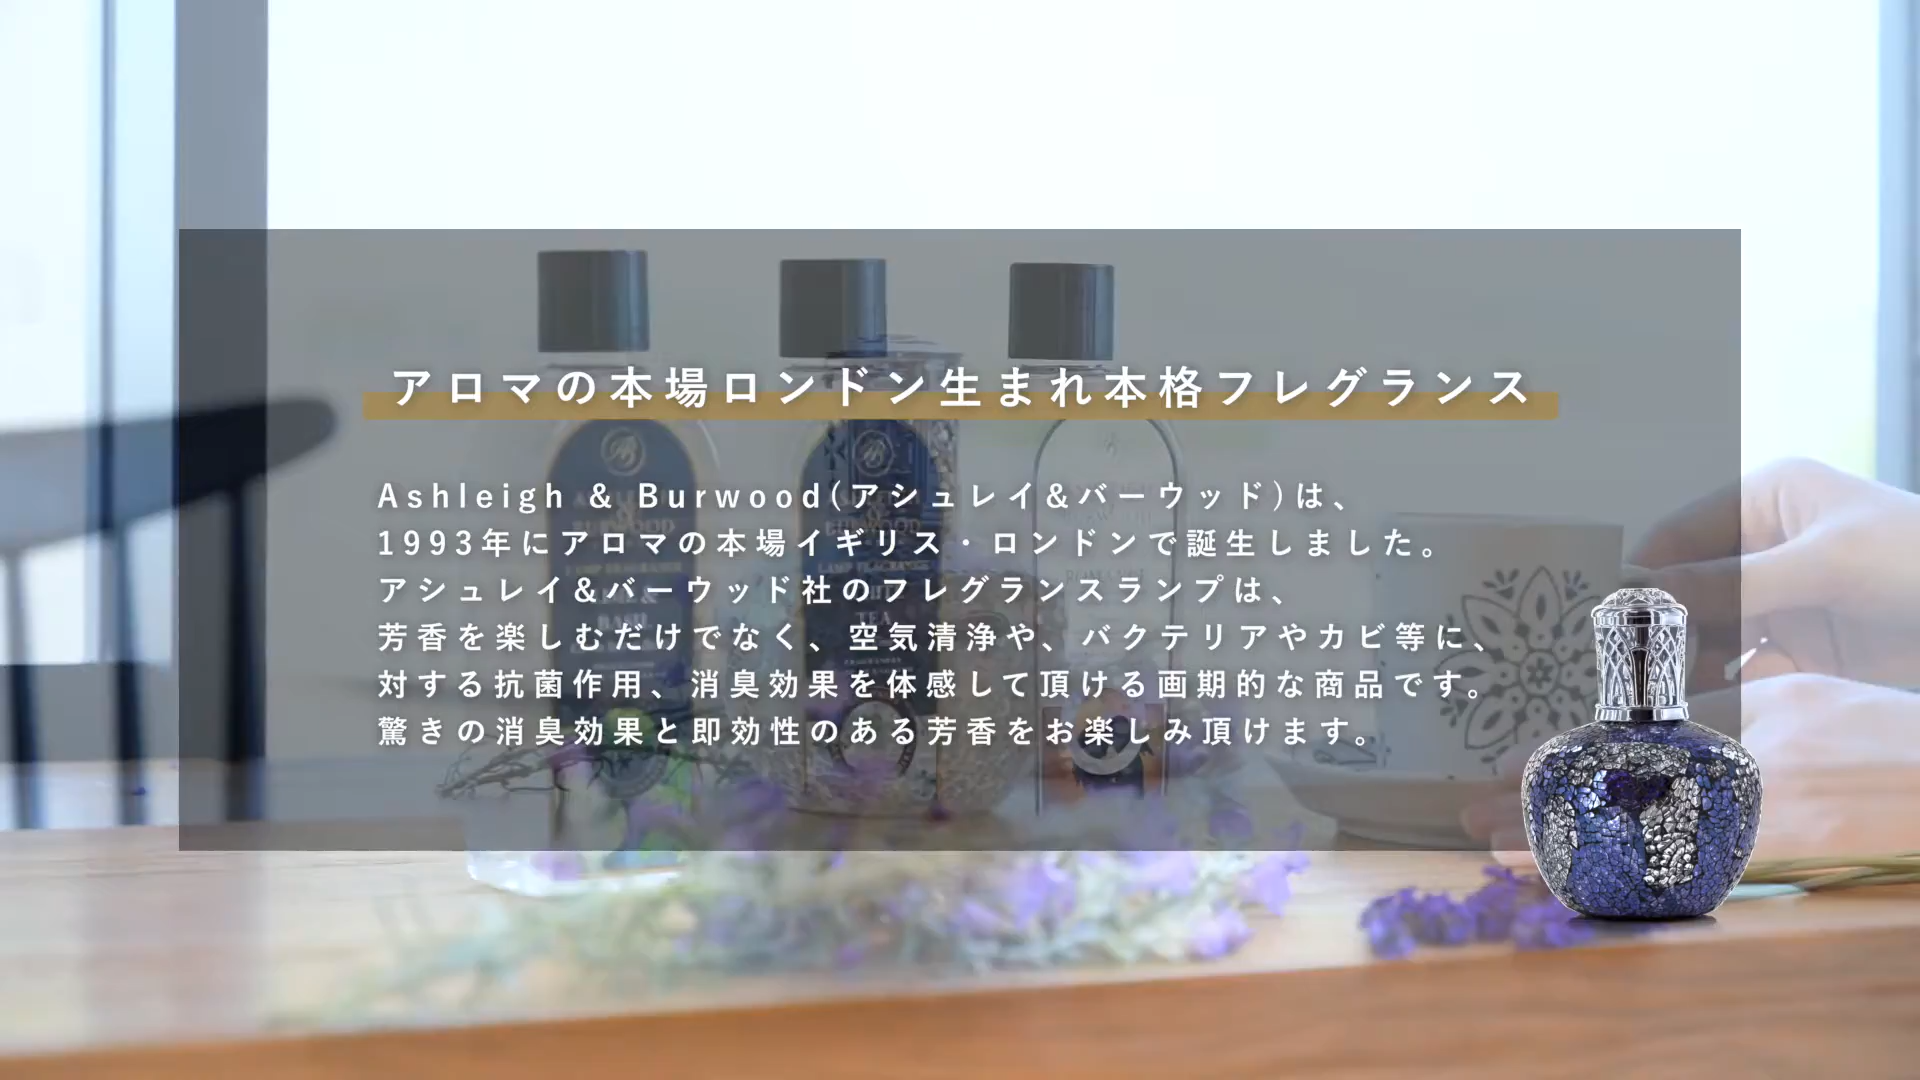 アロマの本場ロンドン生まれ本格フレグランス
Ashleigh & Burwood(アシュレイ&バーウッド)は、
1993年にアロマの本場イギリス・ロンドンで誕生しました。
アシュレイ&バーウッド社のフレグランスランプは、
芳香を楽しむだけでなく、空気清浄や、バクテリアやカビ等に、
対する抗菌作用、消臭効果を体感して頂ける画期的な商品です。
驚きの消臭効果と即効性のある芳香をお楽しみ頂けます。